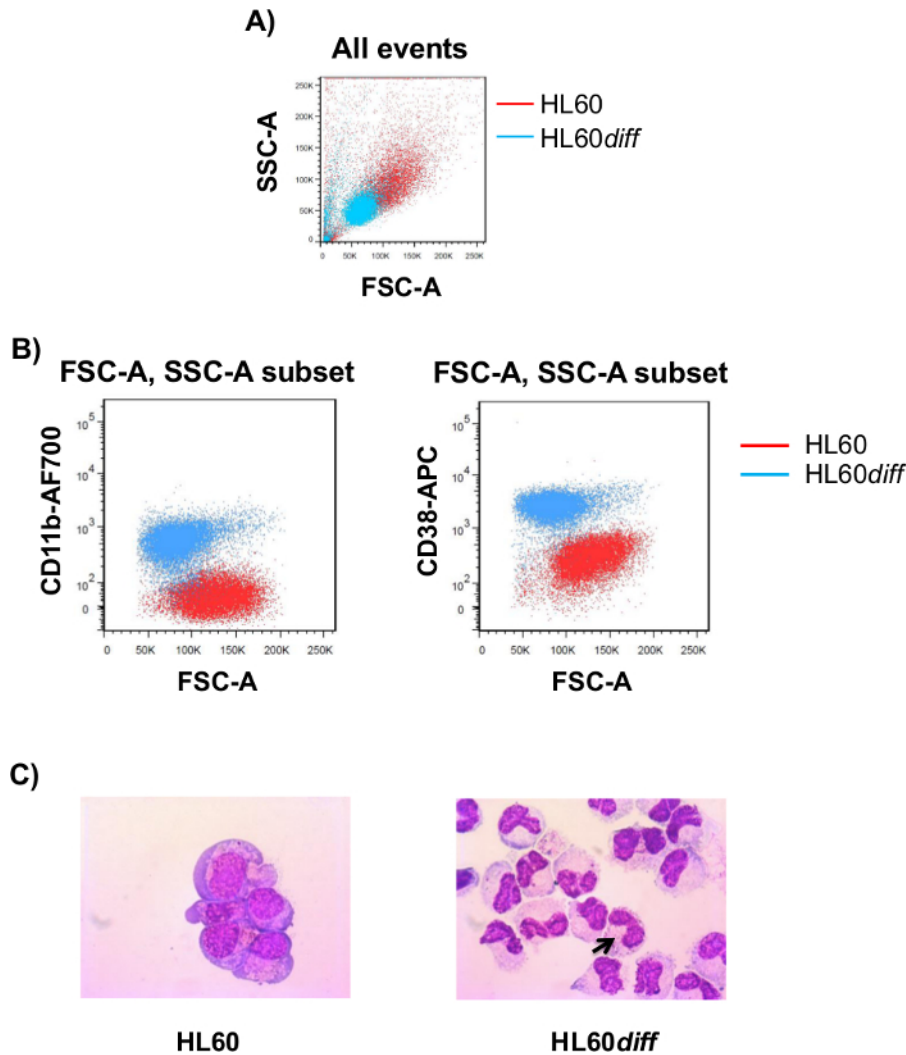 A)
All events
SSC-A
250K
200K
150K
100K
50K
0
0 50K 100K 150K 200K 250K
FSC-A
HL60
HL60diff
B)
FSC-A, SSC-A subset
CD11b-AF700
10^5
10^4
10^3
10^2
0
0 50K 100K 150K 200K 250K
FSC-A
FSC-A, SSC-A subset
CD38-APC
10^5
10^4
10^3
10^2
0
0 50K 100K 150K 200K 250K
FSC-A
HL60
HL60diff
C)
HL60
HL60diff